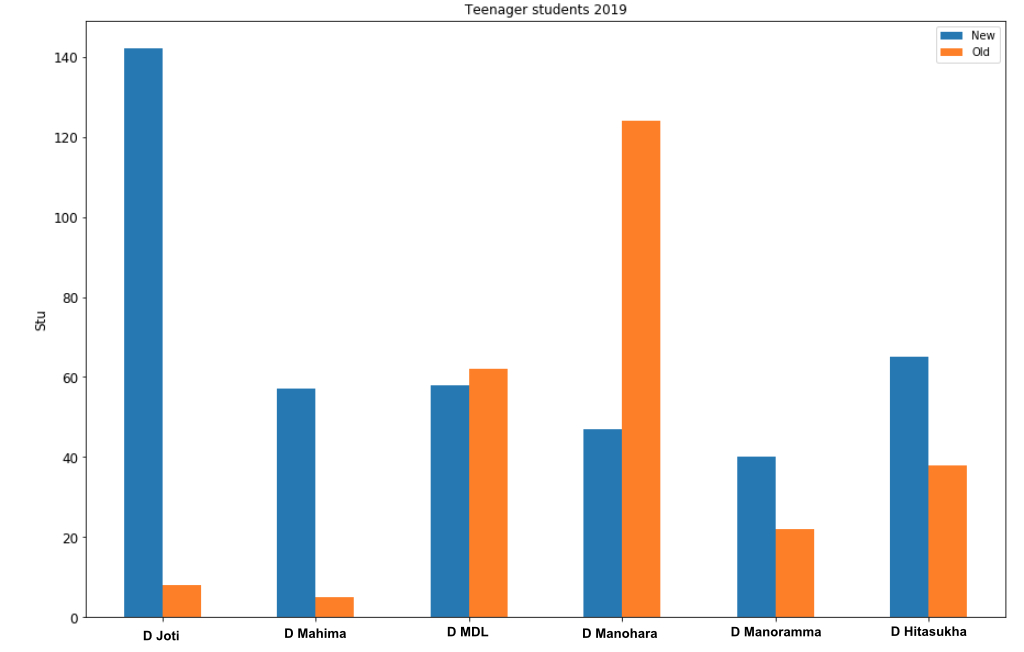 Teenager students 2019
New
Old
140
120
100
80
60
40
20
0
Stu
D Joti
D Mahima
D MDL
D Manohara
D Manoramma
D Hitasukha